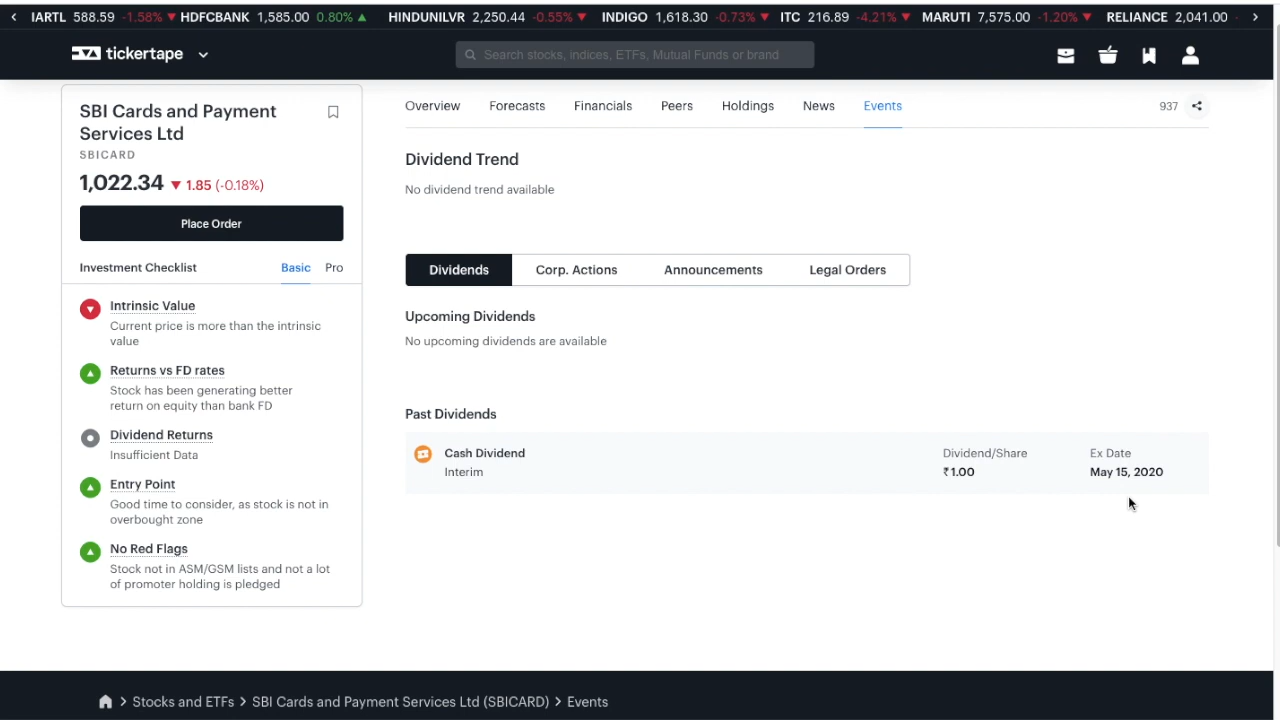 IARTL 588.59 -1.58% ▼ HDFCBANK 1,585.00 0.80% ▲ HINDUNILVR 2,250.44 -0.55% ▼ INDIGO 1,618.30 -0.73% ▼ ITC 216.89 -4.21% ▼ MARUTI 7,575.00 -1.20% ▼ RELIANCE 2,041.00
tickertape
Search stocks, indices, ETFs, Mutual Funds or brand
SBI Cards and Payment
Services Ltd
SBICARD
1,022.34 ▼ 1.85 (-0.18%)
Place Order
Investment Checklist Basic Pro
Intrinsic Value
Current price is more than the intrinsic
value
Returns vs FD rates
Stock has been generating better
return on equity than bank FD
Dividend Returns
Insufficient Data
Entry Point
Good time to consider, as stock is not in
overbought zone
No Red Flags
Stock not in ASM/GSM lists and not a lot
of promoter holding is pledged
Overview Forecasts Financials Peers Holdings News Events 937
Dividend Trend
No dividend trend available
Dividends Corp. Actions Announcements Legal Orders
Upcoming Dividends
No upcoming dividends are available
Past Dividends
Cash Dividend Dividend/Share Ex Date
Interim ₹1.00 May 15, 2020
> Stocks and ETFs > SBI Cards and Payment Services Ltd (SBICARD) > Events